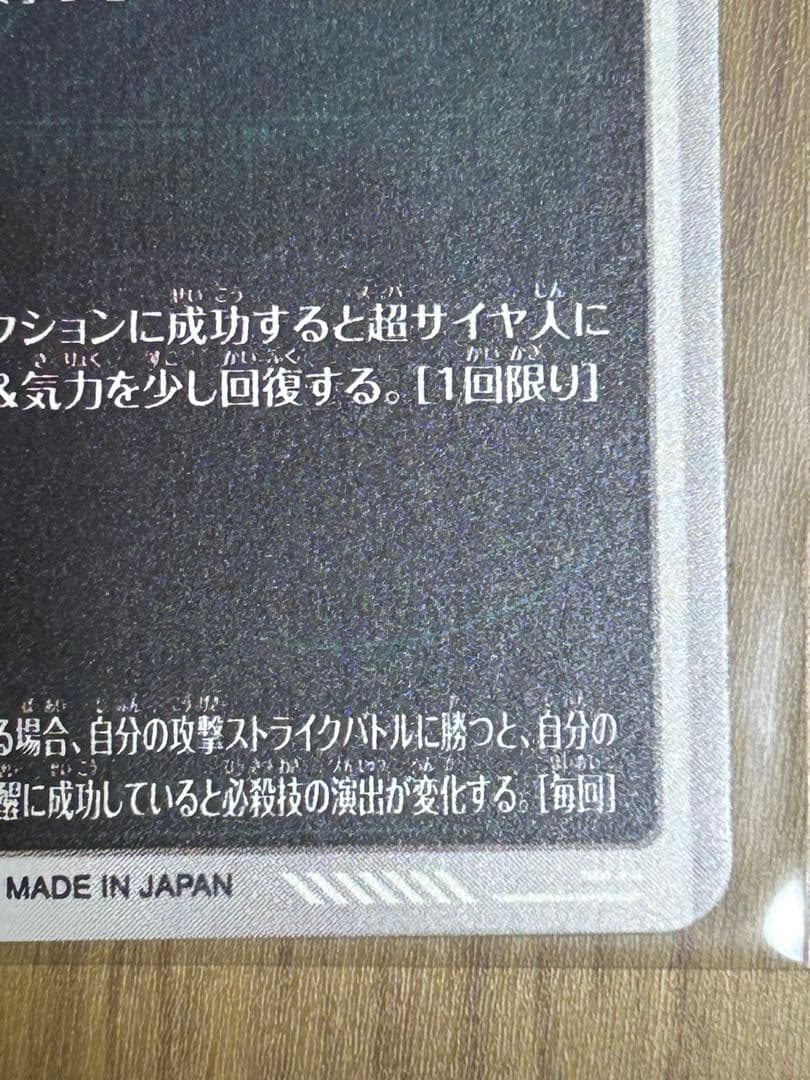 クションに成功すると超サイヤ人に
&気力を少し回復する。[1回限り]
る場合、自分の攻撃ストライクバトルに勝つと、自分の
醒に成功していると必殺技の演出が変化する。[毎回]
MADE IN JAPAN